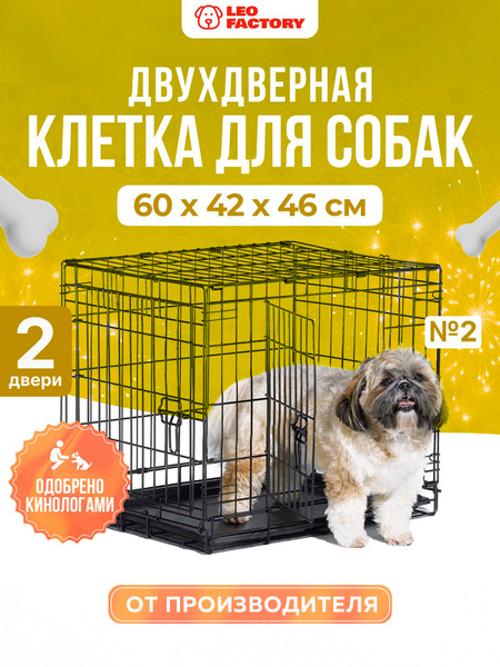 LEO
FACTORY
ДВУХДВЕРНАЯ
КЛЕТКА ДЛЯ СОБАК
60 x 42 x 46 см
2
двери
№2
ОДОБРЕНО
КИНОЛОГАМИ
ОТ ПРОИЗВОДИТЕЛЯ